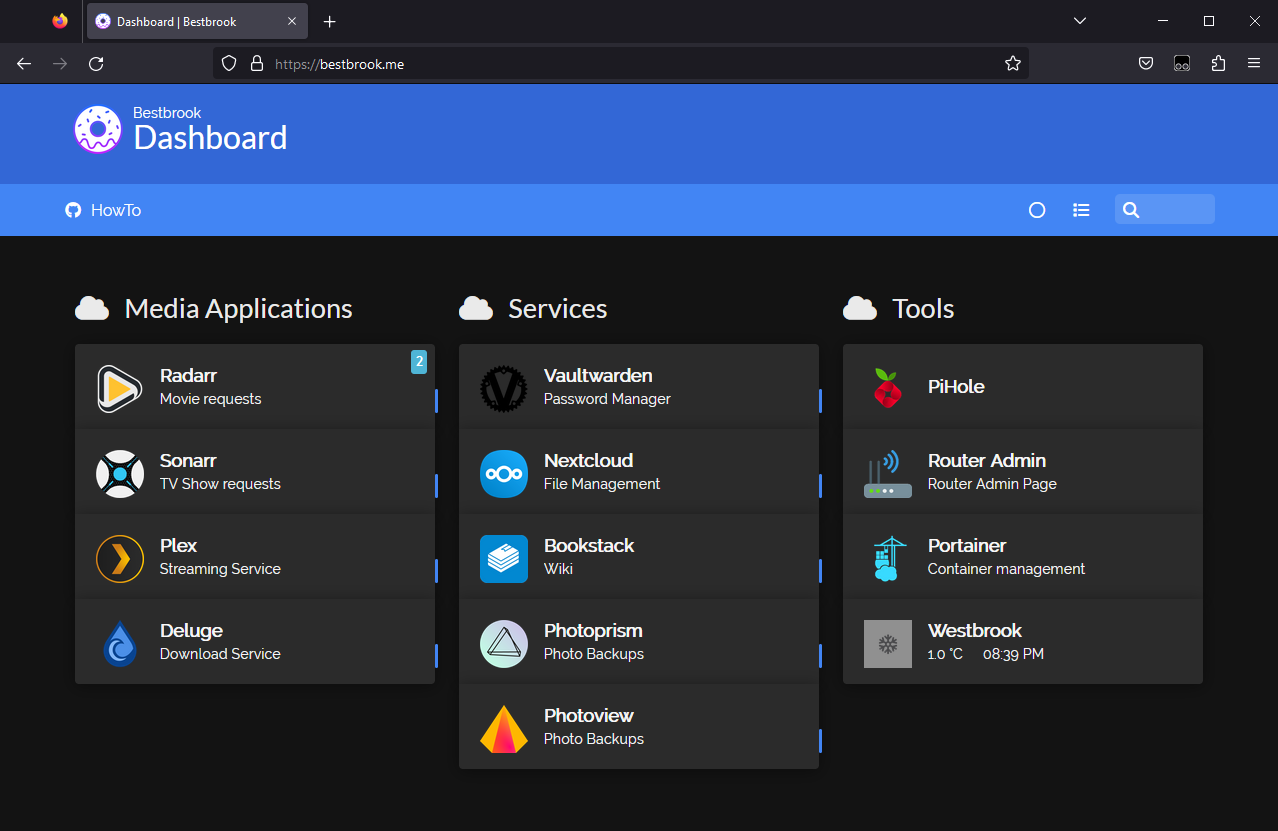 Dashboard | Bestbrook
https://bestbrook.me
Bestbrook
Dashboard
HowTo
Media Applications
Radarr
2
Movie requests
Sonarr
TV Show requests
Plex
Streaming Service
Deluge
Download Service
Services
Vaultwarden
Password Manager
Nextcloud
File Management
Bookstack
Wiki
Photoprism
Photo Backups
Photoview
Photo Backups
Tools
PiHole
Router Admin
Router Admin Page
Portainer
Container management
Westbrook
1.0 °C 08:39 PM